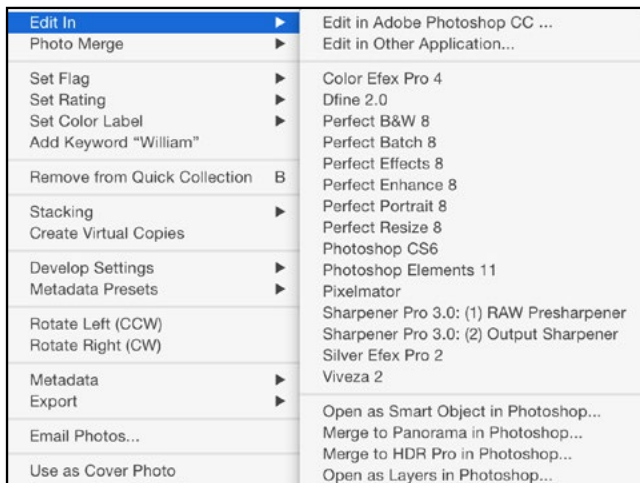 Edit In
Photo Merge
Set Flag
Set Rating
Set Color Label
Add Keyword “William”
Remove from Quick Collection B
Stacking
Create Virtual Copies
Develop Settings
Metadata Presets
Rotate Left (CCW)
Rotate Right (CW)
Metadata
Export
Email Photos...
Use as Cover Photo
Edit in Adobe Photoshop CC ...
Edit in Other Application...
Color Efex Pro 4
Dfine 2.0
Perfect B&W 8
Perfect Batch 8
Perfect Effects 8
Perfect Enhance 8
Perfect Portrait 8
Perfect Resize 8
Photoshop CS6
Photoshop Elements 11
Pixelmator
Sharpener Pro 3.0: (1) RAW Presharpener
Sharpener Pro 3.0: (2) Output Sharpener
Silver Efex Pro 2
Viveza 2
Open as Smart Object in Photoshop...
Merge to Panorama in Photoshop...
Merge to HDR Pro in Photoshop...
Open as Layers in Photoshop...